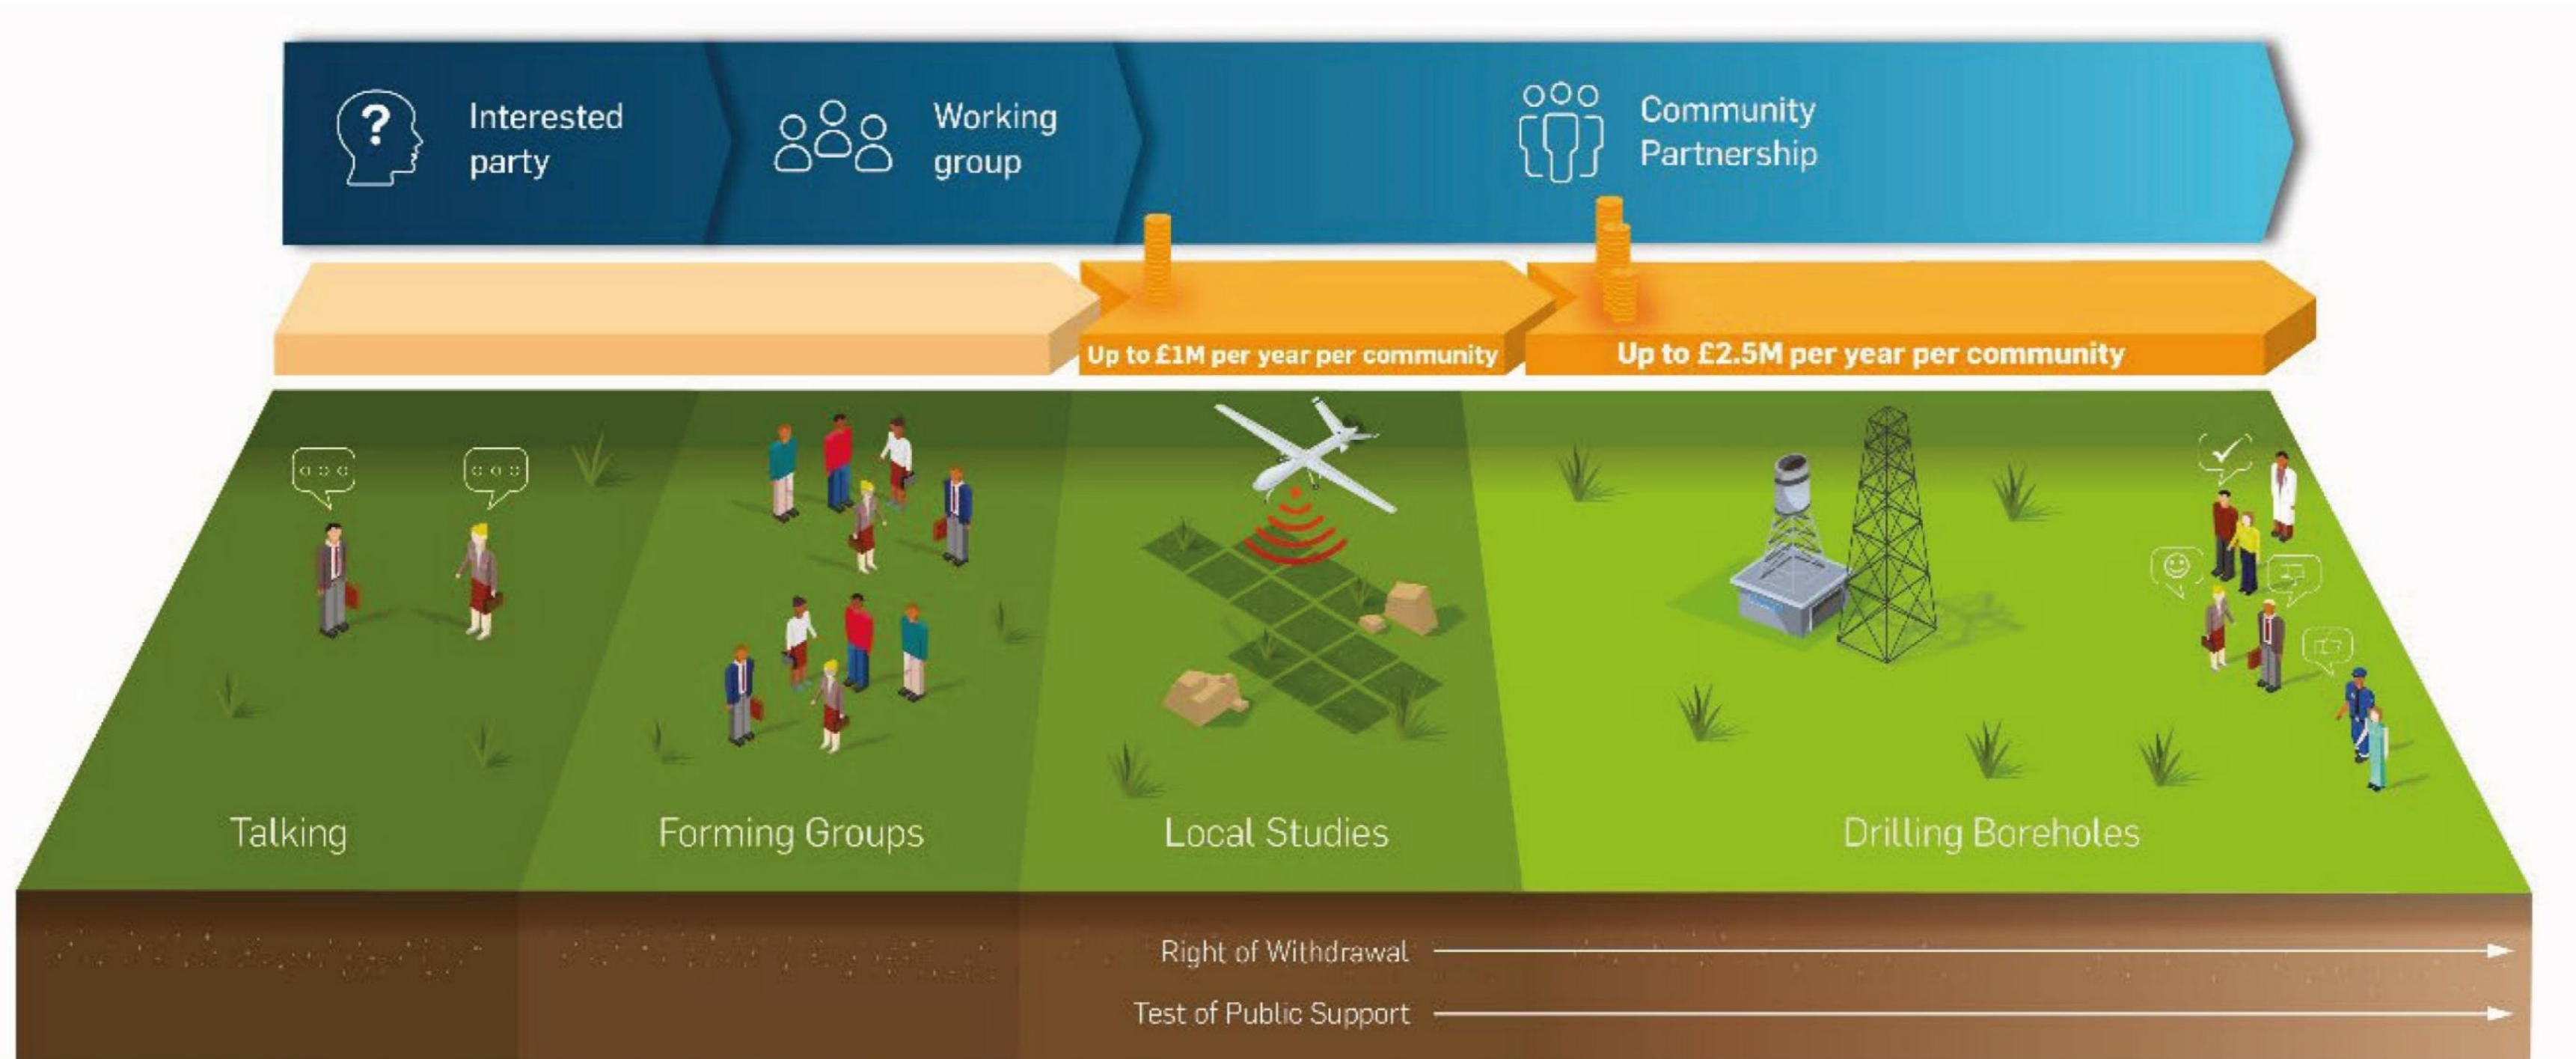 Interested
party
Working
group
Community
Partnership
Up to £1M per year per community
Up to £2.5M per year per community
Talking
Forming Groups
Local Studies
Drilling Boreholes
Right of Withdrawal
Test of Public Support